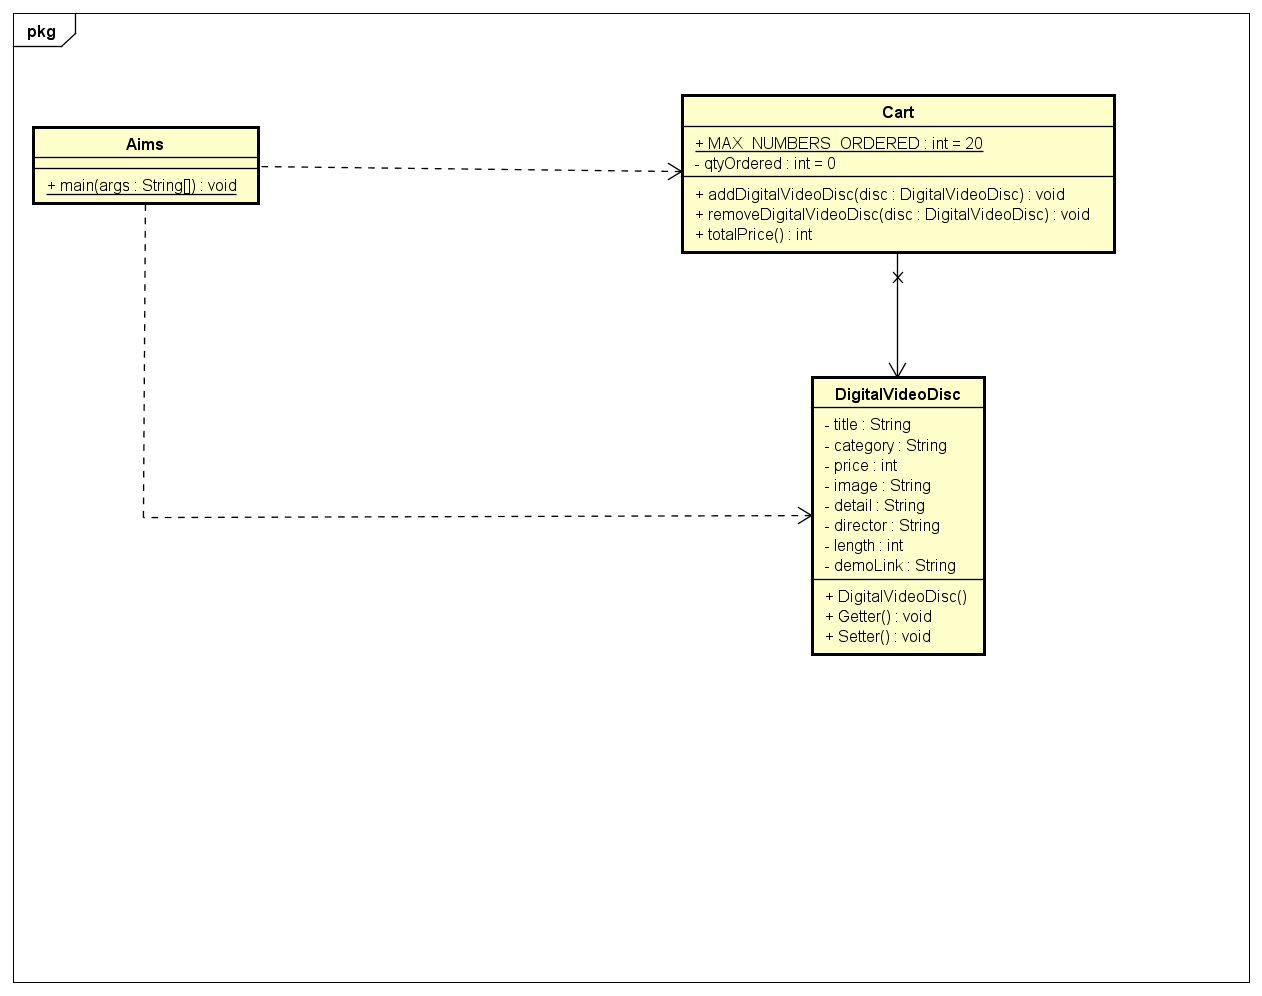 pkg
Aims
+ main(args : String[]) : void
Cart
+ MAX_NUMBERS_ORDERED : int = 20
- qtyOrdered : int = 0
+ addDigitalVideoDisc(disc : DigitalVideoDisc) : void
+ removeDigitalVideoDisc(disc : DigitalVideoDisc) : void
+ totalPrice() : int
DigitalVideoDisc
- title : String
- category : String
- price : int
- image : String
- detail : String
- director : String
- length : int
- demoLink : String
+ DigitalVideoDisc()
+ Getter() : void
+ Setter() : void